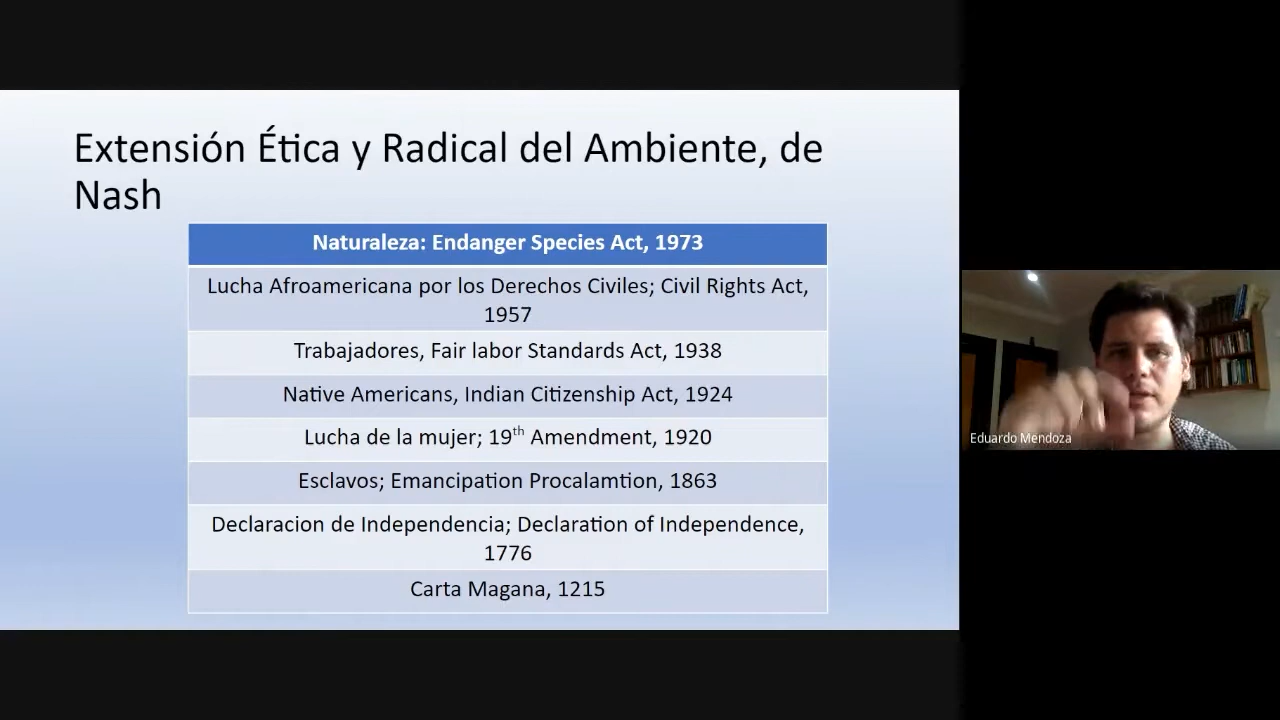 Extensión Ética y Radical del Ambiente, de
Nash
Naturaleza: Endanger Species Act, 1973
Lucha Afroamericana por los Derechos Civiles; Civil Rights Act,
1957
Trabajadores, Fair labor Standards Act, 1938
Native Americans, Indian Citizenship Act, 1924
Lucha de la mujer; 19th Amendment, 1920
Esclavos; Emancipation Procalamtion, 1863
Declaracion de Independencia; Declaration of Independence,
1776
Carta Magana, 1215
Eduardo Mendoza